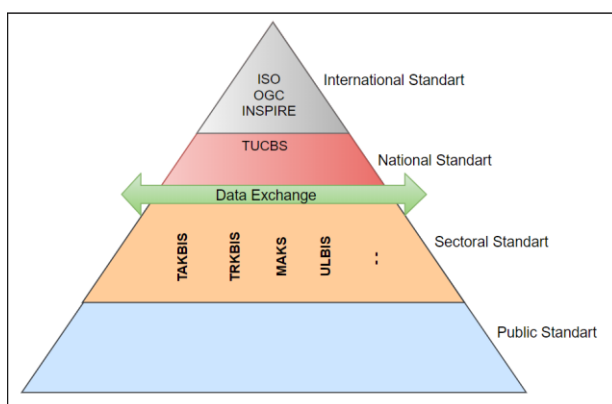 ISO
OGC
INSPIRE
International Standart
TUCBS
National Standart
Data Exchange
TAKBIS
TRKBIS
MAKS
ULBIS
- -
Sectoral Standart
Public Standart